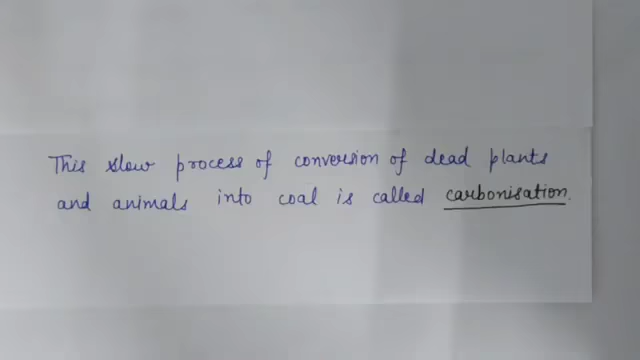 This slow process of conversion of dead plants
and animals into coal is called carbonisation.